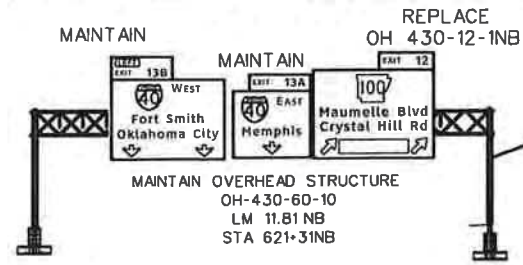 REPLACE
OH 430-12-1NB
MAINTAIN
MAINTAIN
LEFT
EXIT 13B
40 WEST
Fort Smith
Oklahoma City
EXIT 13A
40 EAST
Memphis
EXIT 12
100
Maumelle Blvd
Crystal Hill Rd
MAINTAIN OVERHEAD STRUCTURE
OH-430-60-10
LM 11.81 NB
STA 621+31NB